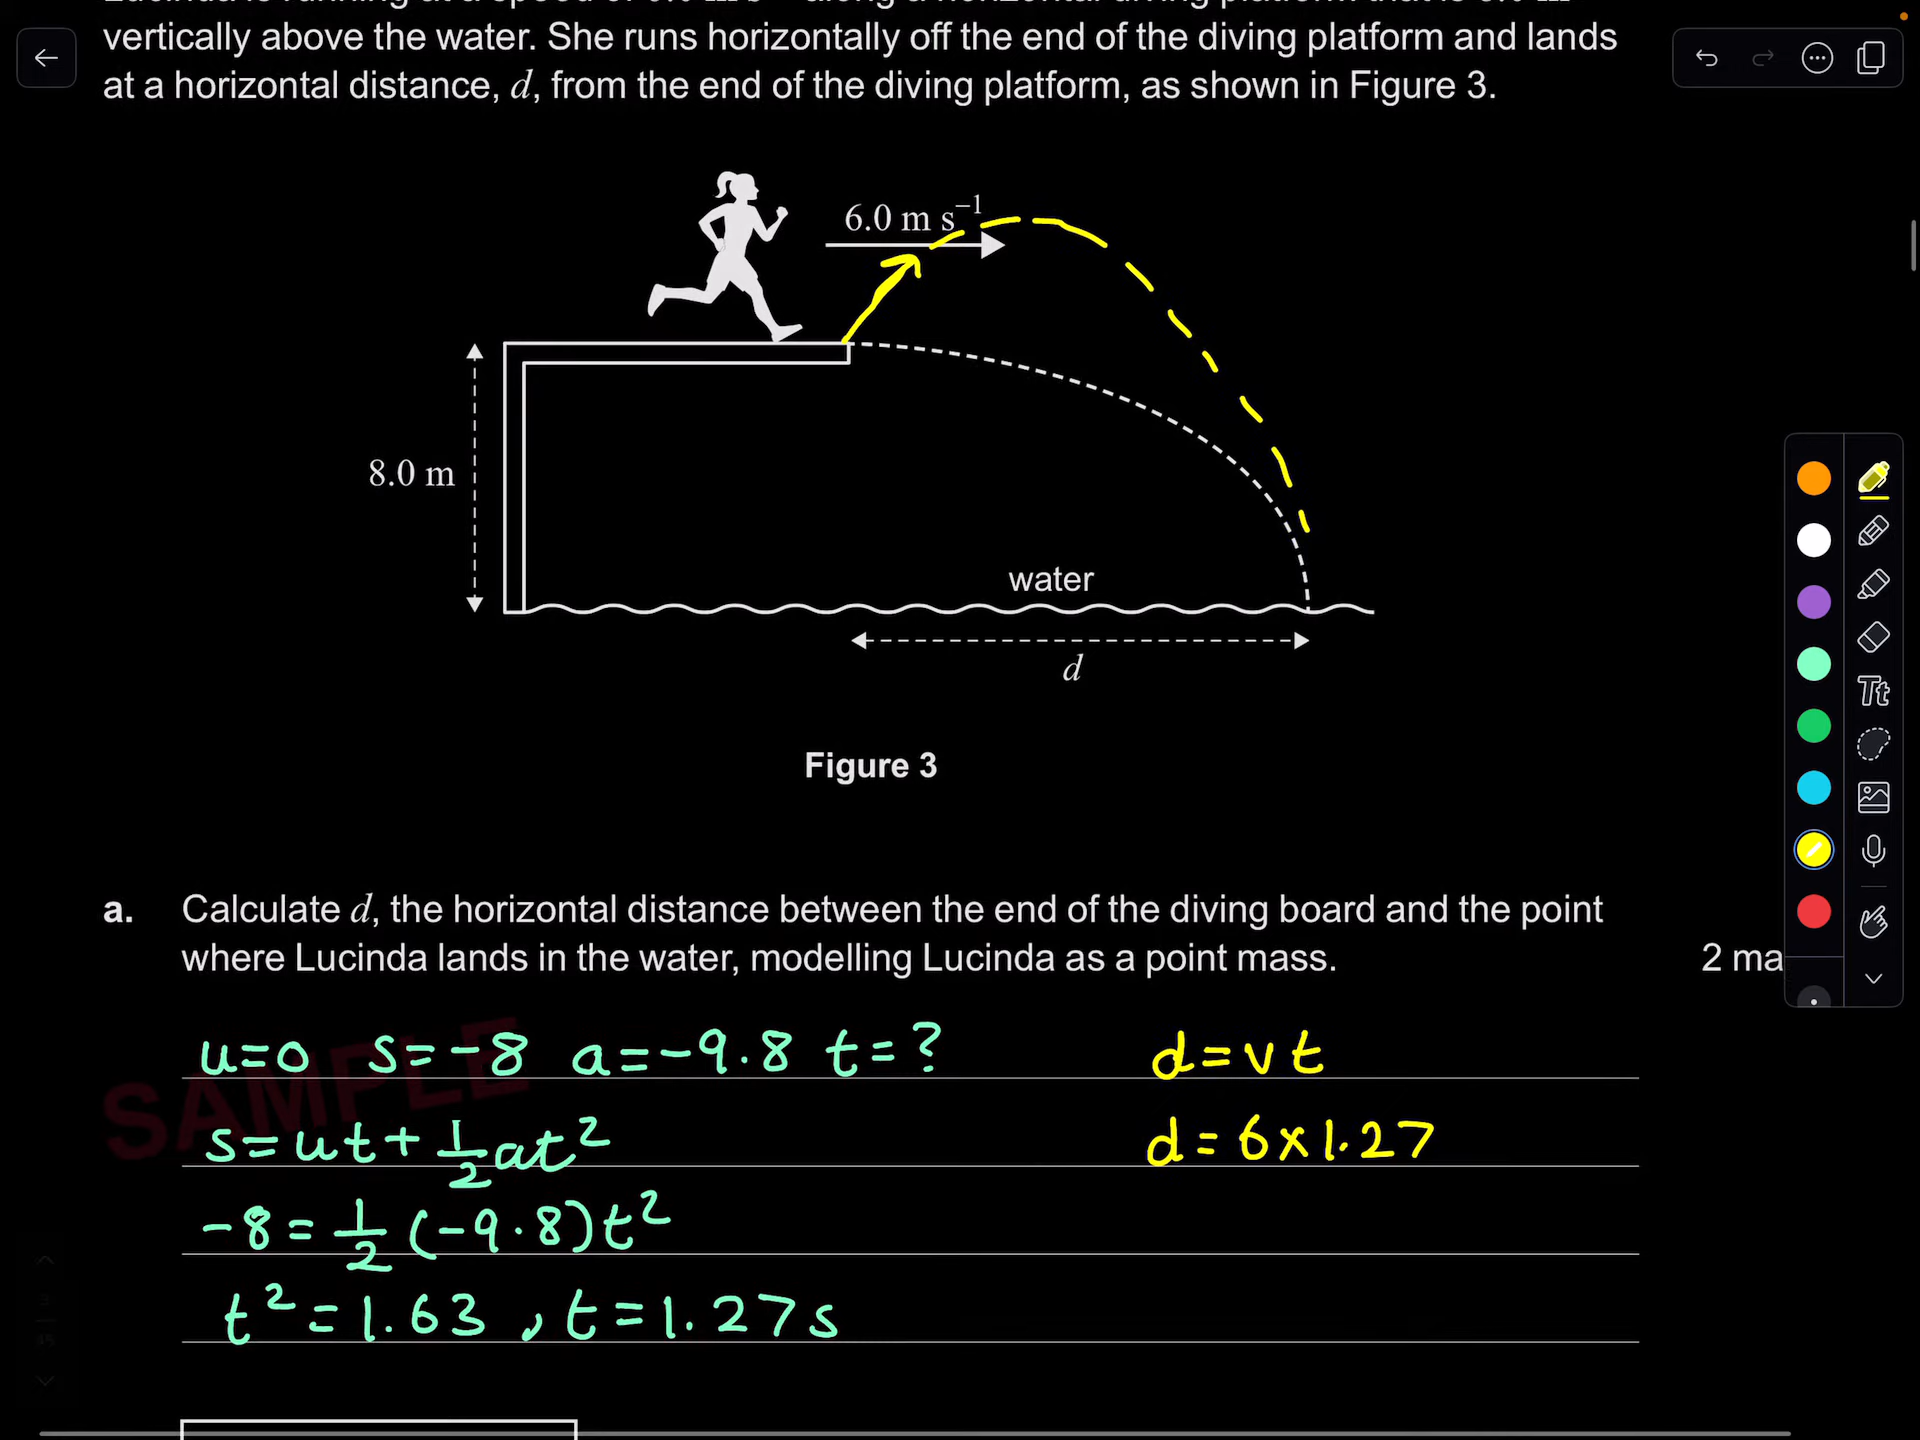 vertically above the water. She runs horizontally off the end of the diving platform and lands
at a horizontal distance, d, from the end of the diving platform, as shown in Figure 3.
6.0 m s⁻¹
8.0 m
water
d
Figure 3
a. Calculate d, the horizontal distance between the end of the diving board and the point
where Lucinda lands in the water, modelling Lucinda as a point mass.
2 ma
SAMPLE
u=0 s=-8 a=-9.8 t=?
s=ut+½at²
-8=½(-9.8)t²
t²=1.63, t=1.27s
d=vt
d=6×1.27
Tt